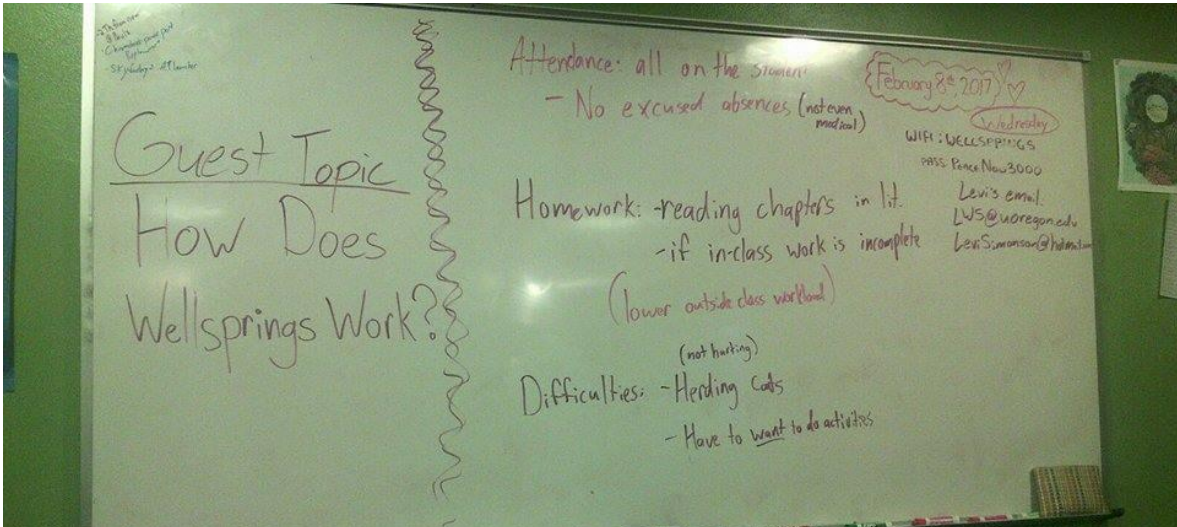 Guest Topic
How Does
Wellsprings Work?
Attendance: all on the student
- No excused absences (not even
medical)
February 8th, 2017
Wednesday
WIFI: WELLSPRINGS
PASS: PeaceNow3000
Levi's email
LWS@uoregon.edu
Homework: -reading chapters in lit.
-if in-class work is incomplete
(lower outside class workload)
(not hurting)
Difficulties: -Herding Cats
-Have to want to do activities